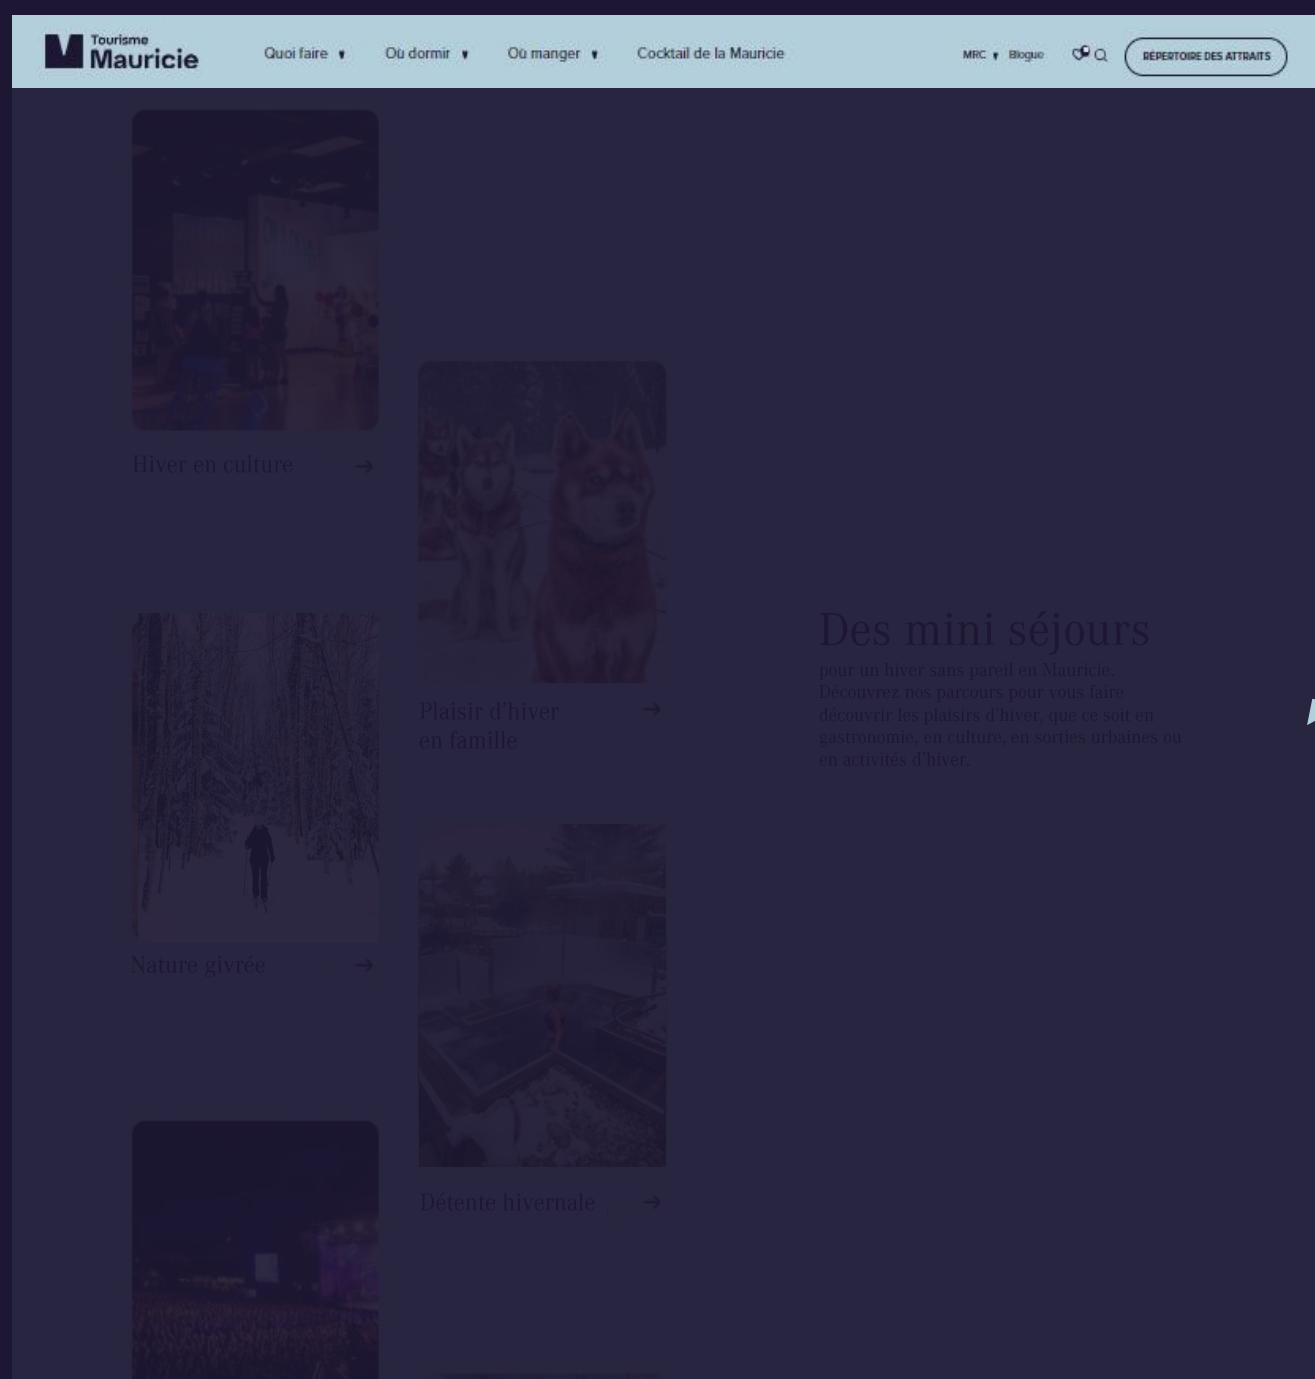 Tourisme
Mauricie
Quoi faire
Où dormir
Où manger
Cocktail de la Mauricie
MRC
Blogue
RÉPERTOIRE DES ATTRAITS
Hiver en culture
Plaisir d'hiver
en famille
Des mini séjours
pour un hiver sans pareil en Mauricie.
Découvrez nos parcours pour vous faire
découvrir les plaisirs d'hiver, que ce soit en
gastronomie, en culture, en sorties urbaines ou
en activités d'hiver.
Nature givrée
Détente hivernale